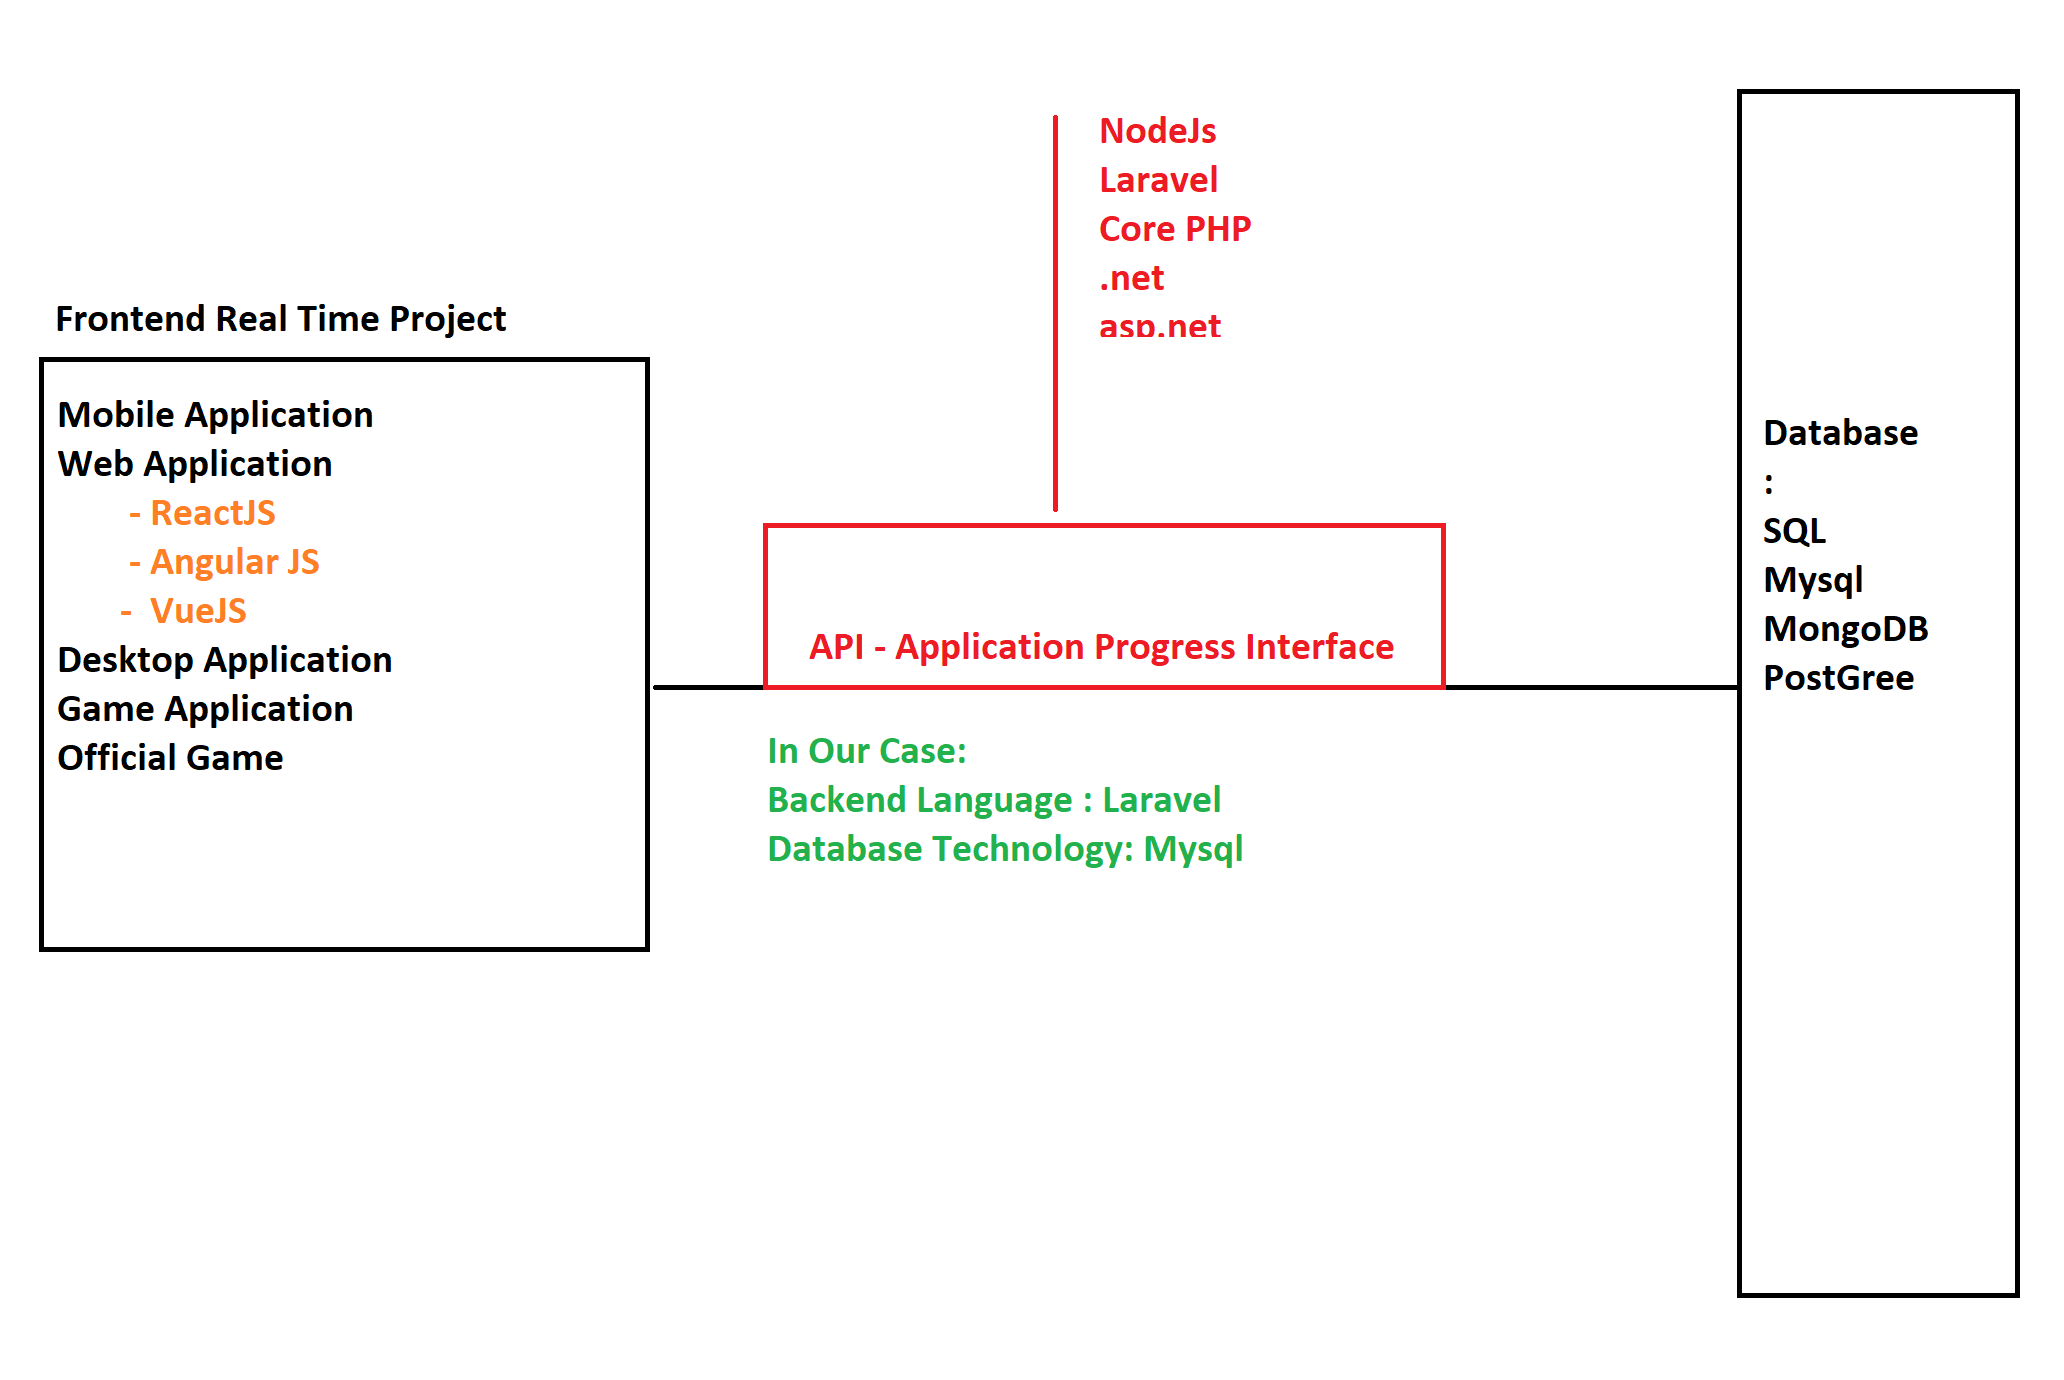 Frontend Real Time Project
Mobile Application
Web Application
- ReactJS
- Angular JS
- VueJS
Desktop Application
Game Application
Official Game
NodeJs
Laravel
Core PHP
.net
asp.net
API - Application Progress Interface
In Our Case:
Backend Language : Laravel
Database Technology: Mysql
Database
:
SQL
Mysql
MongoDB
PostGree